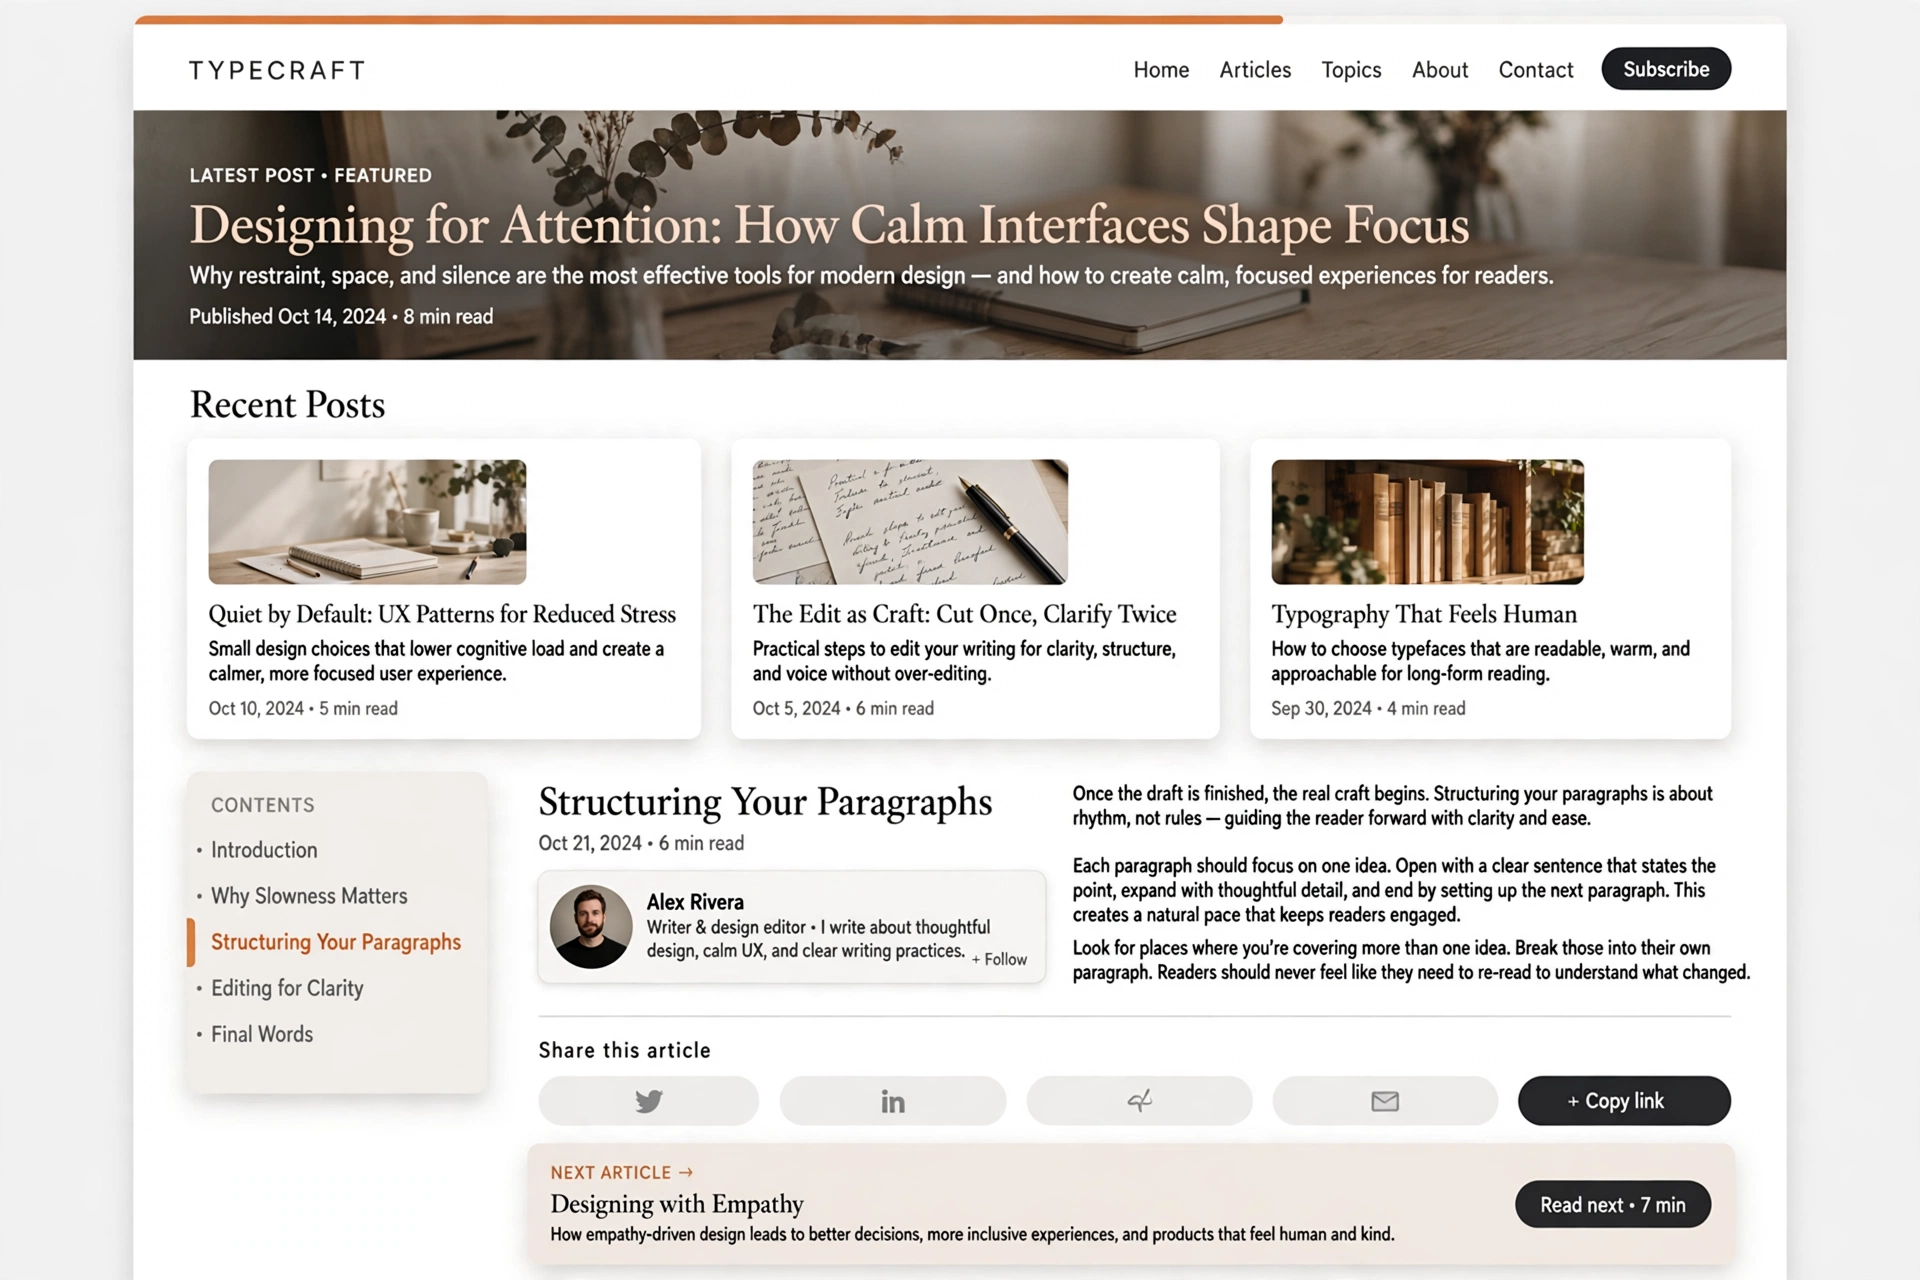 TYPECRAFT
Home Articles Topics About Contact Subscribe
LATEST POST • FEATURED
Designing for Attention: How Calm Interfaces Shape Focus
Why restraint, space, and silence are the most effective tools for modern design — and how to create calm, focused experiences for readers.
Published Oct 14, 2024 • 8 min read
Recent Posts
Quiet by Default: UX Patterns for Reduced Stress
Small design choices that lower cognitive load and create a
calmer, more focused user experience.
Oct 10, 2024 • 5 min read
The Edit as Craft: Cut Once, Clarify Twice
Practical steps to edit your writing for clarity, structure,
and voice without over-editing.
Oct 5, 2024 • 6 min read
Typography That Feels Human
How to choose typefaces that are readable, warm, and
approachable for long-form reading.
Sep 30, 2024 • 4 min read
CONTENTS
• Introduction
• Why Slowness Matters
Structuring Your Paragraphs
• Editing for Clarity
• Final Words
Structuring Your Paragraphs
Oct 21, 2024 • 6 min read
Alex Rivera
Writer & design editor • I write about thoughtful
design, calm UX, and clear writing practices.
+ Follow
Once the draft is finished, the real craft begins. Structuring your paragraphs is about
rhythm, not rules — guiding the reader forward with clarity and ease.
Each paragraph should focus on one idea. Open with a clear sentence that states the
point, expand with thoughtful detail, and end by setting up the next paragraph. This
creates a natural pace that keeps readers engaged.
Look for places where you're covering more than one idea. Break those into their own
paragraph. Readers should never feel like they need to re-read to understand what changed.
Share this article
in
+ Copy link
NEXT ARTICLE →
Designing with Empathy
How empathy-driven design leads to better decisions, more inclusive experiences, and products that feel human and kind.
Read next • 7 min